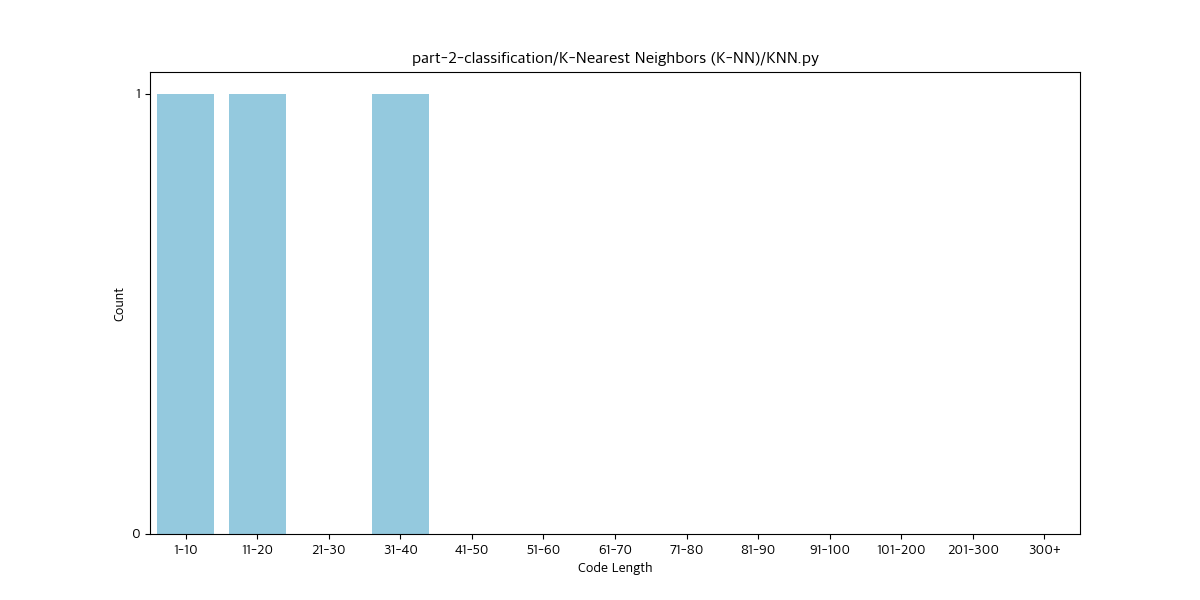 part-2-classification/K-Nearest Neighbors (K-NN)/KNN.py
1
Count
0
1-10 11-20 21-30 31-40 41-50 51-60 61-70 71-80 81-90 91-100 101-200 201-300 300+
Code Length